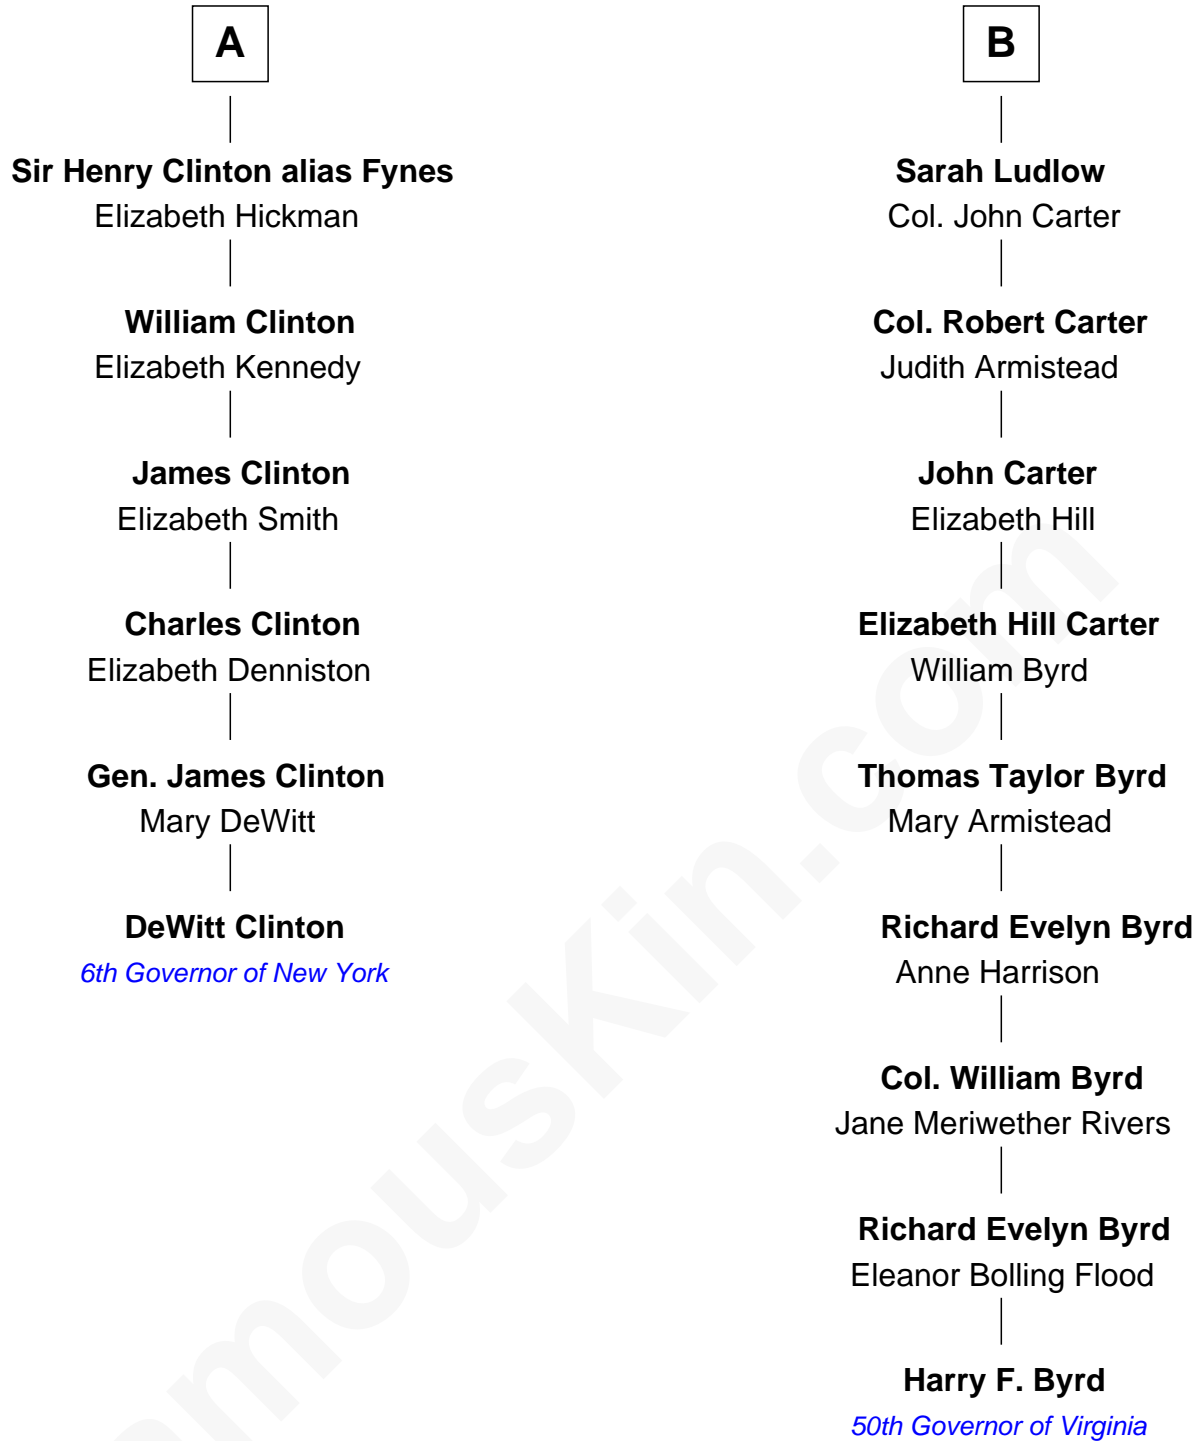 A
Sir Henry Clinton alias Fynes
Elizabeth Hickman
William Clinton
Elizabeth Kennedy
James Clinton
Elizabeth Smith
Charles Clinton
Elizabeth Denniston
Gen. James Clinton
Mary DeWitt
DeWitt Clinton
6th Governor of New York
B
Sarah Ludlow
Col. John Carter
Col. Robert Carter
Judith Armistead
John Carter
Elizabeth Hill
Elizabeth Hill Carter
William Byrd
Thomas Taylor Byrd
Mary Armistead
Richard Evelyn Byrd
Anne Harrison
Col. William Byrd
Jane Meriwether Rivers
Richard Evelyn Byrd
Eleanor Bolling Flood
Harry F. Byrd
50th Governor of Virginia
amouskin.com